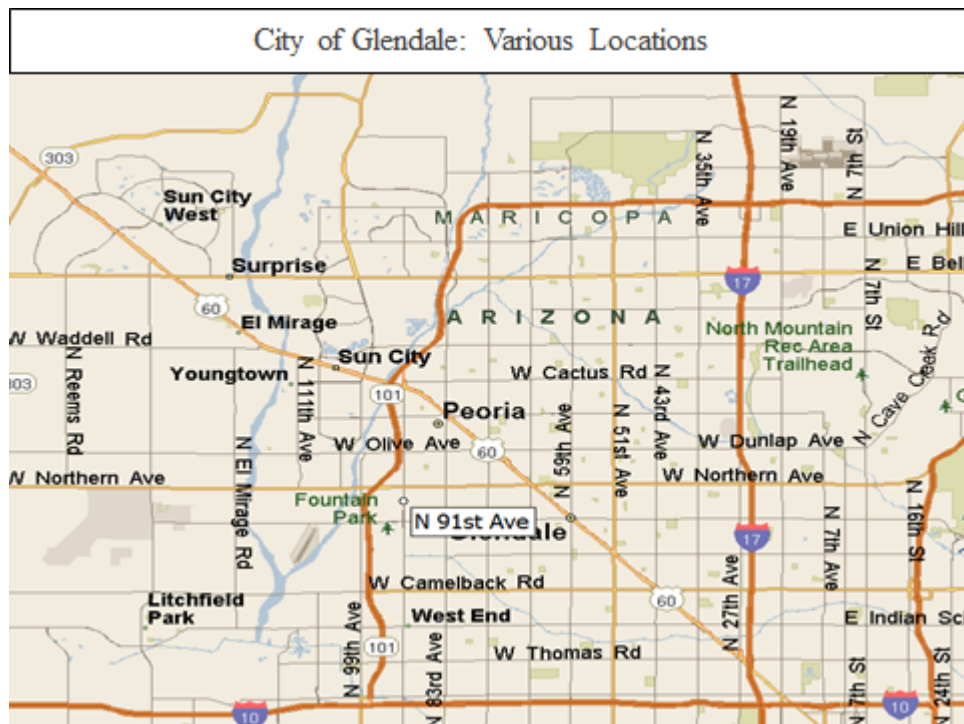 City of Glendale: Various Locations
303
Sun City
West
N 35th Ave
N 19th Ave
N 7th St
MARICOPA
E Union Hill
E Bel
Surprise
17
60
El Mirage
ARIZONA
North Mountain
Rec Area
Trailhead
N 7th St
N Cave Creek Rd
W Waddell Rd
Sun City
303
N Reems Rd
Youngtown
N 111th Ave
101
W Cactus Rd
N 43rd Ave
Peoria
N 59th Ave
N 51st Ave
W Olive Ave
60
W Dunlap Ave
N El Mirage Rd
W Northern Ave
W Northern Ave
Fountain
Park
N 91st Ave
Glendale
17
N 7th Ave
N 16th St
W Camelback Rd
60
N 27th Ave
Litchfield
Park
West End
E Indian Sc
N 99th Ave
101
N 83rd Ave
W Thomas Rd
N 7th St
N 24th St
10
10